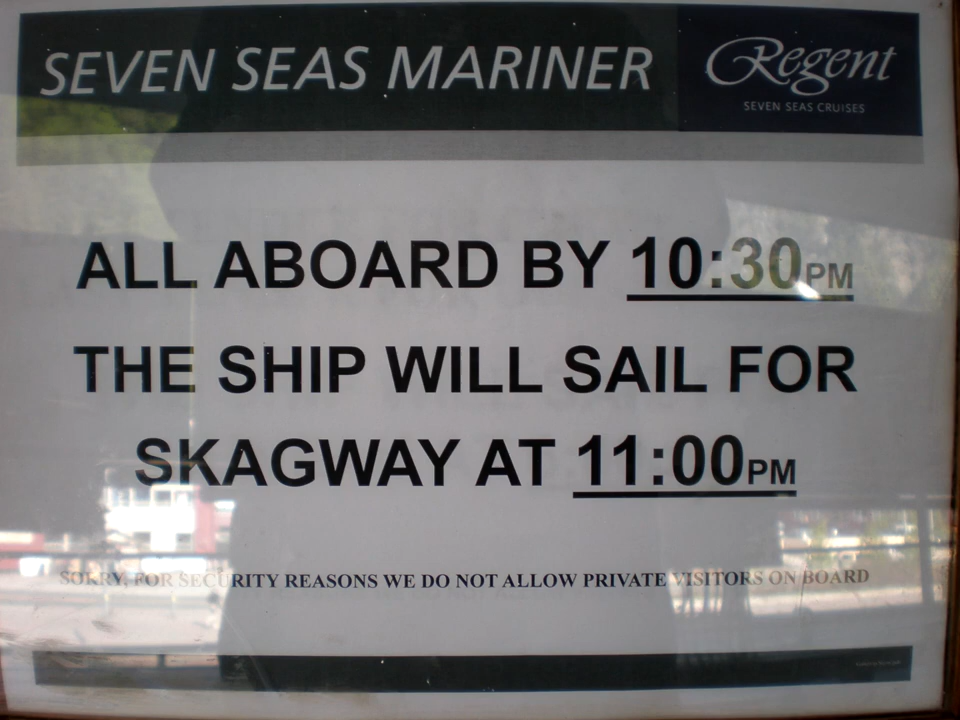 SEVEN SEAS MARINER
Regent
SEVEN SEAS CRUISES
ALL ABOARD BY 10:30PM
THE SHIP WILL SAIL FOR
SKAGWAY AT 11:00PM
SORRY, FOR SECURITY REASONS WE DO NOT ALLOW PRIVATE VISITORS ON BOARD